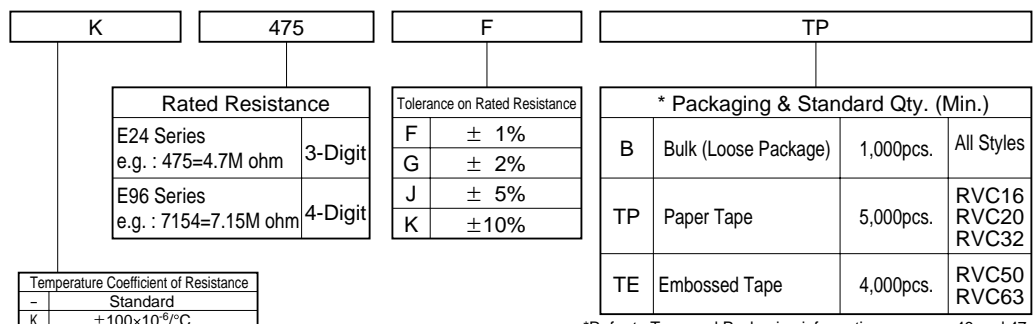 K 475 F TP
Rated Resistance
E24 Series
e.g. : 475=4.7M ohm
3-Digit
E96 Series
e.g. : 7154=7.15M ohm
4-Digit
Tolerance on Rated Resistance
F ± 1%
G ± 2%
J ± 5%
K ±10%
* Packaging & Standard Qty. (Min.)
B Bulk (Loose Package) 1,000pcs. All Styles
TP Paper Tape 5,000pcs. RVC16
RVC20
RVC32
TE Embossed Tape 4,000pcs. RVC50
RVC63
Temperature Coefficient of Resistance
– Standard
K ±100×10⁻⁶/°C